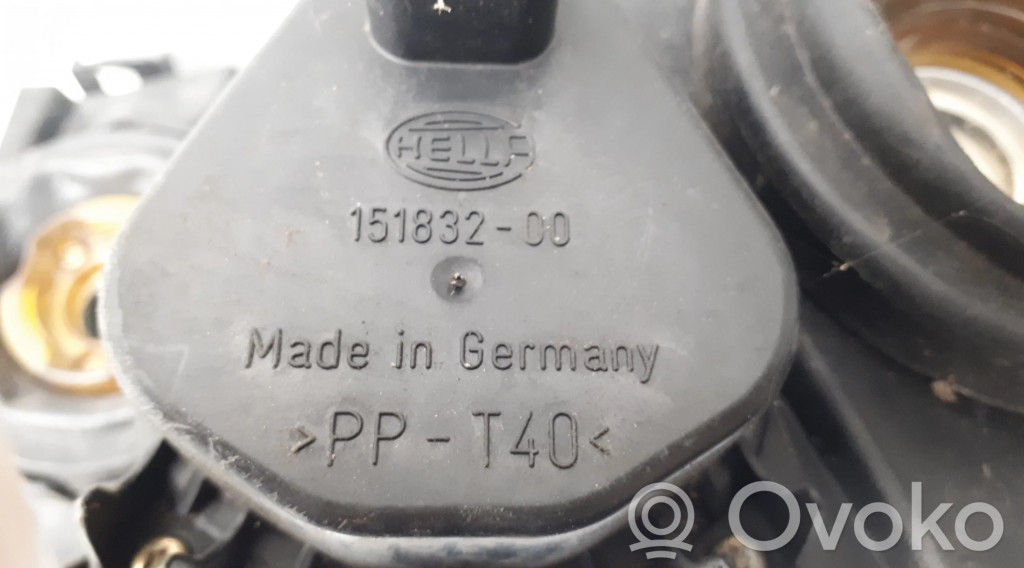 HELLA
151832-00
Made in Germany
>PP-T40<
Ovoko